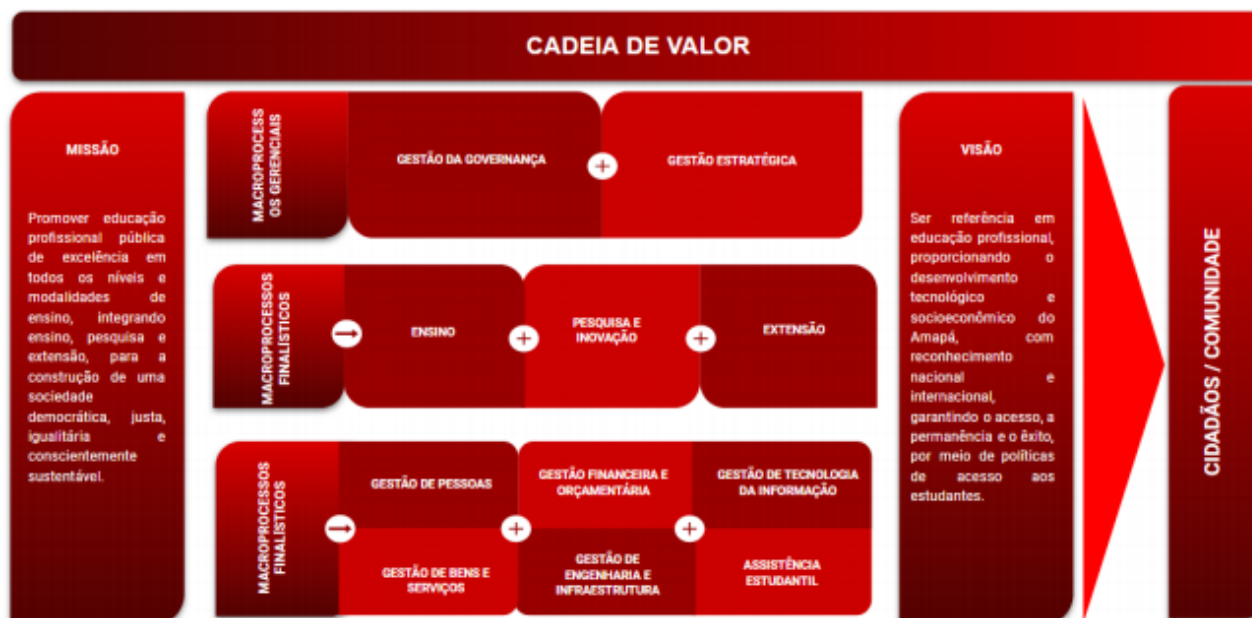 CADEIA DE VALOR
MISSÃO
Promover educação
profissional pública
de excelência em
todos os níveis e
modalidades de
ensino, integrando
ensino, pesquisa e
extensão, para a
construção de uma
sociedade
democrática, justa,
igualitária e
conscientemente
sustentável.
MACROPROCESS
OS GERENCIAIS
GESTÃO DA GOVERNANÇA
+
GESTÃO ESTRATÉGICA
MACROPROCESSOS
FINALÍSTICOS
ENSINO
+
PESQUISA E
INOVAÇÃO
+
EXTENSÃO
MACROPROCESSOS
FINALÍSTICOS
GESTÃO DE PESSOAS
GESTÃO FINANCEIRA E
ORÇAMENTÁRIA
GESTÃO DE TECNOLOGIA
DA INFORMAÇÃO
+
+
GESTÃO DE BENS E
SERVIÇOS
GESTÃO DE
ENGENHARIA E
INFRAESTRUTURA
ASSISTÊNCIA
ESTUDANTIL
VISÃO
Ser referência em
educação profissional,
proporcionando o
desenvolvimento
tecnológico e
socioeconômico do
Amapá, com
reconhecimento
nacional e
internacional,
garantindo o acesso, a
permanência e o êxito,
por meio de políticas
de acesso aos
estudantes.
CIDADÃOS / COMUNIDADE